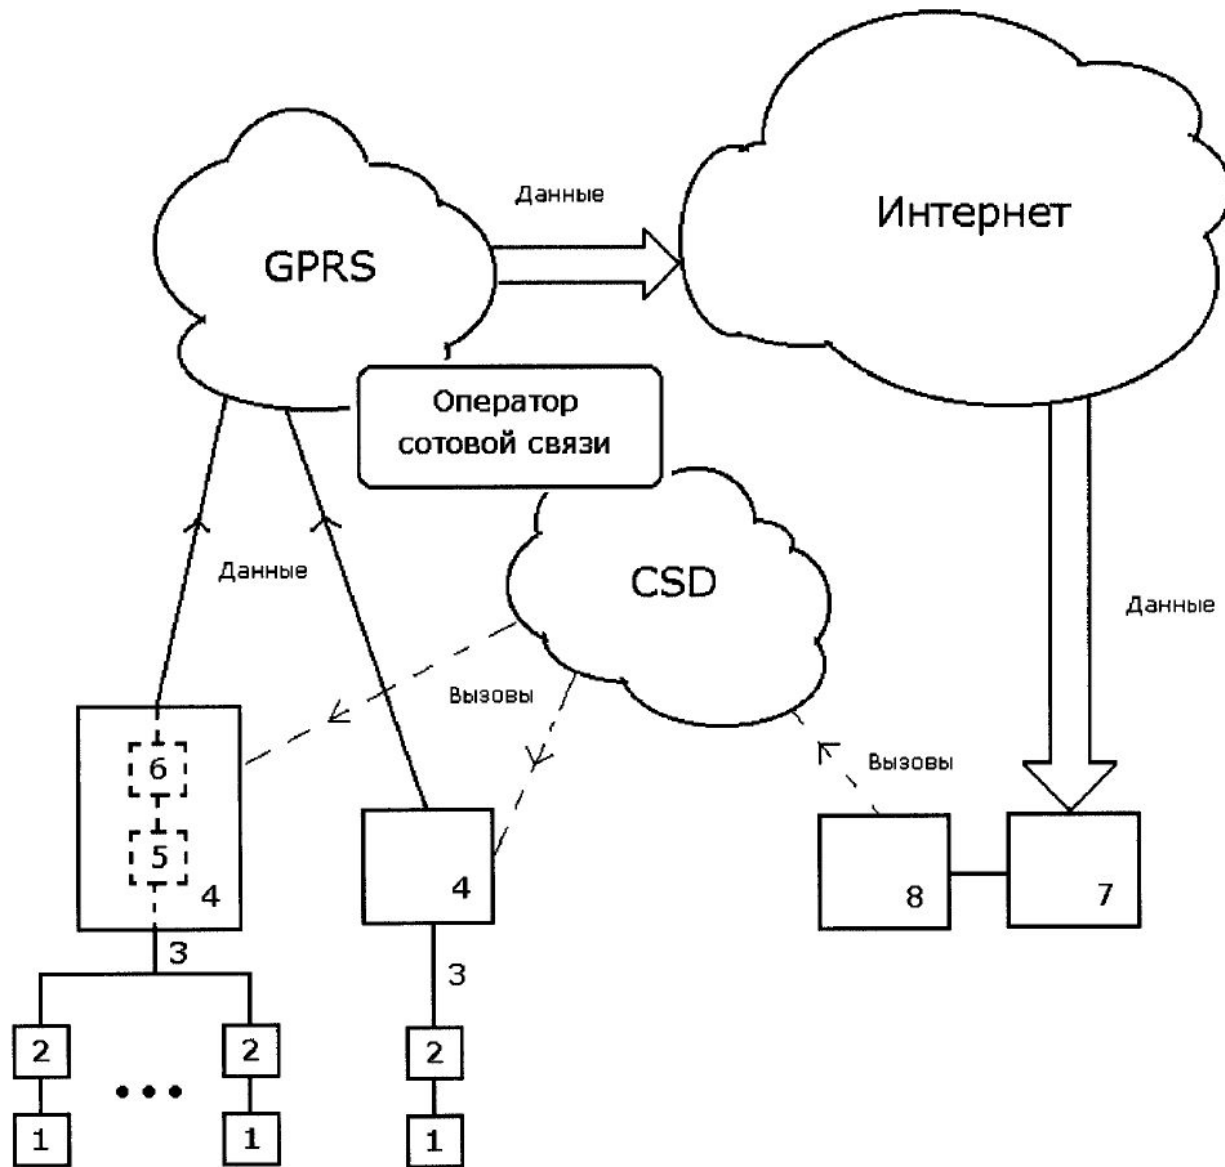 Данные
Интернет
GPRS
Оператор
сотовой связи
CSD
Данные
Данные
Вызовы
Вызовы
6
5
4
4
8
7
3
3
2
2
2
1
1
1